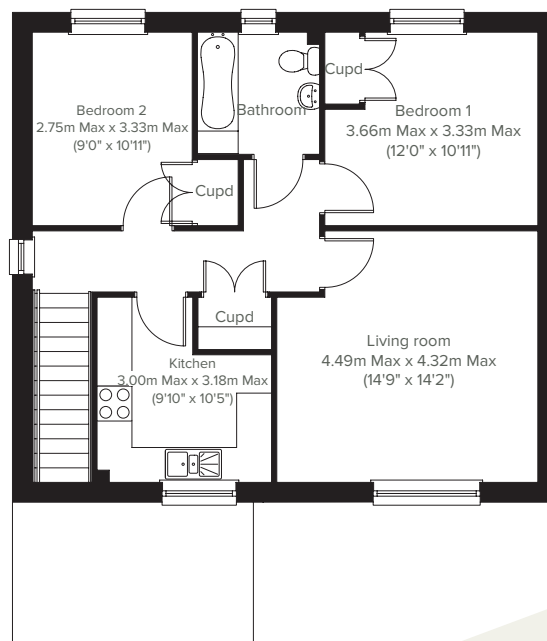 Bedroom 2
2.75m Max x 3.33m Max
(9'0" x 10'11")
Bathroom
Cupd
Bedroom 1
3.66m Max x 3.33m Max
(12'0" x 10'11")
Cupd
Cupd
Kitchen
3.00m Max x 3.18m Max
(9'10" x 10'5")
Living room
4.49m Max x 4.32m Max
(14'9" x 14'2")